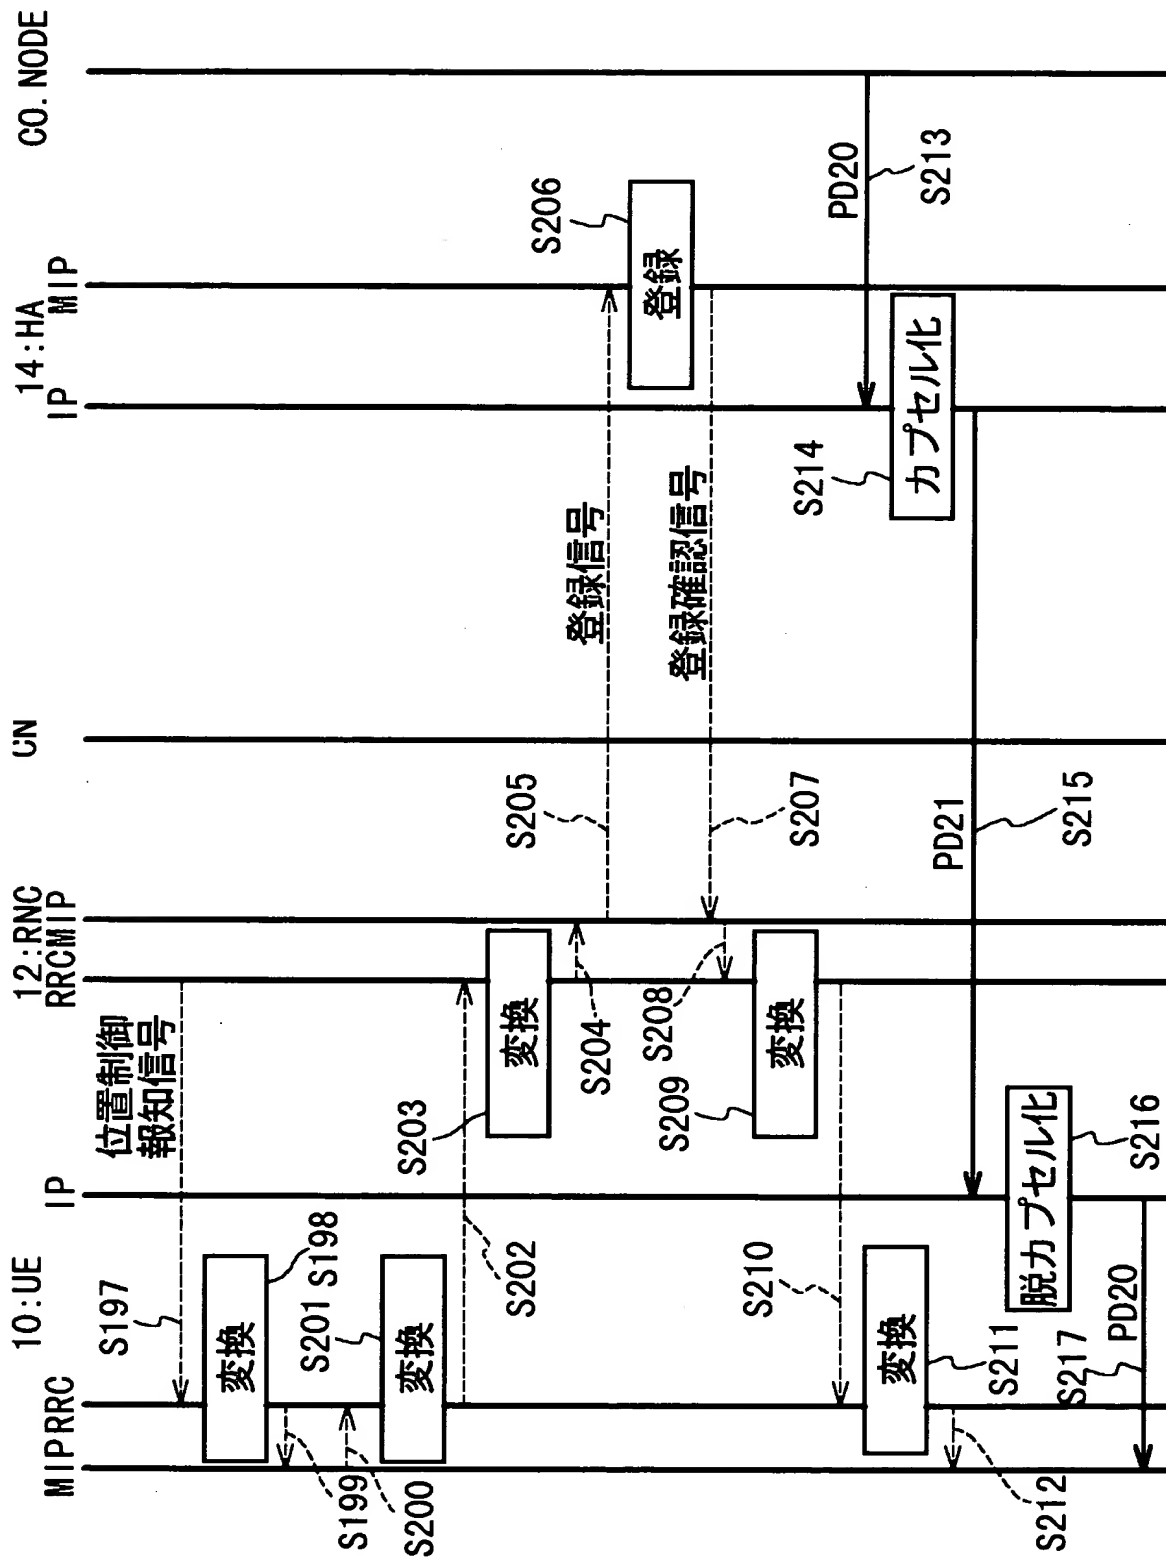 10:UE
MIP
RRC
IP
12:RNC
RRC
MIP
CN
14:HA
IP
MIP
CO. NODE
位置制御
報知信号
S197
変換
S198
S199
S200
S201
変換
S202
S203
変換
S204
S205
登録信号
S206
登録
登録確認信号
S207
S208
S209
変換
S210
変換
S211
S212
PD20
S213
S214
カプセル化
PD21
S215
脱カプセル化
S216
PD20
S217